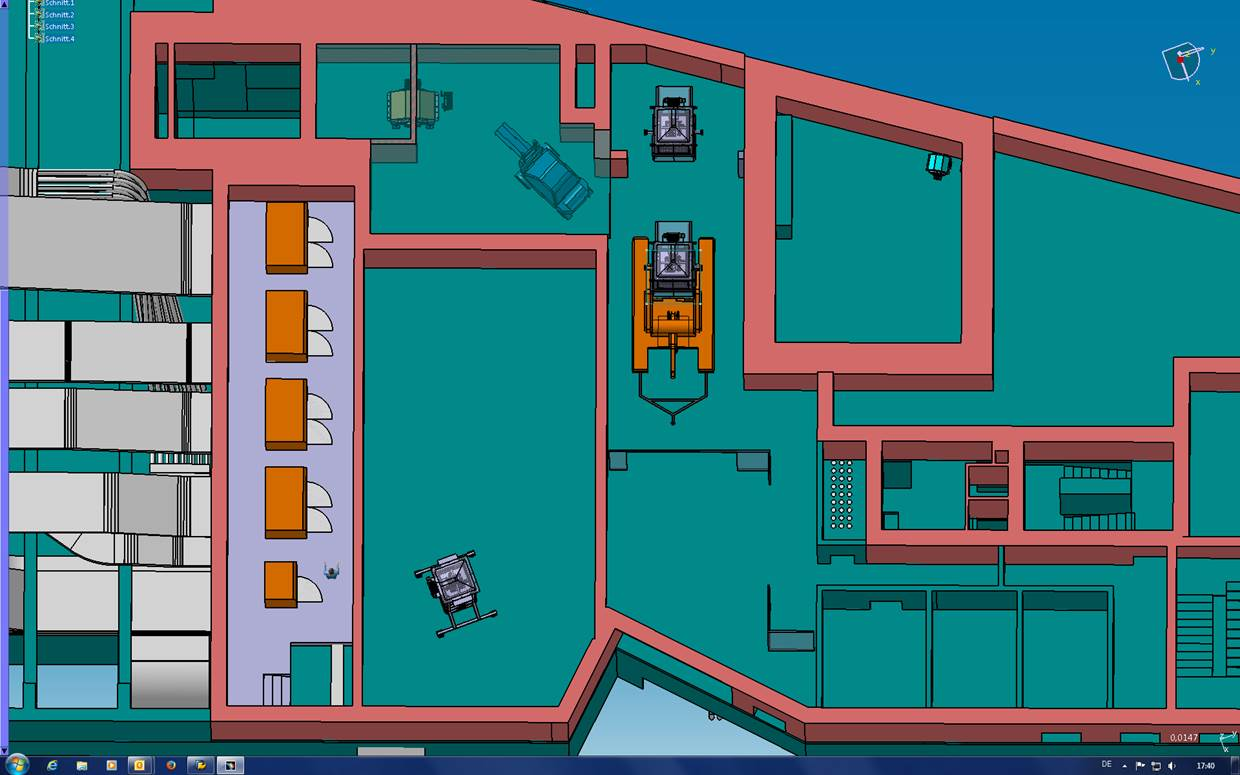 Schnitt.1
Schnitt.2
Schnitt.3
Schnitt.4
y
x
0,0147
x
DE
17:40